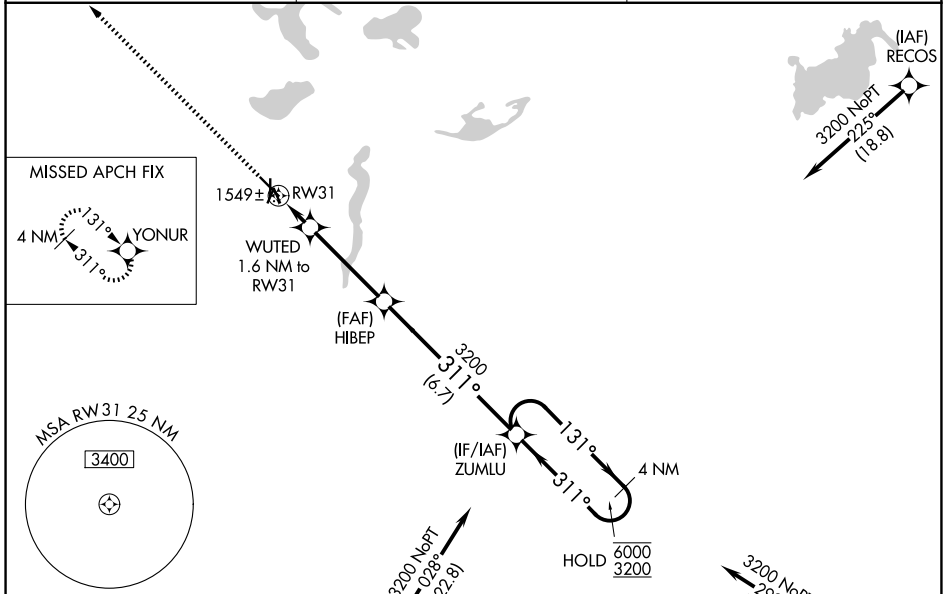 (IAF)
RECOS
3200 NoPT
225°
(18.8)
MISSED APCH FIX
131°
4 NM
YONUR
311°
1549±
RW31
WUTED
1.6 NM to
RW31
(FAF)
HIBEP
3200
311°
(6.7)
MSA RW31 25 NM
3400
(IF/IAF)
ZUMLU
131°
311°
4 NM
HOLD
6000
3200
3200 NoPT
028°
22.8)
3200 NoPT